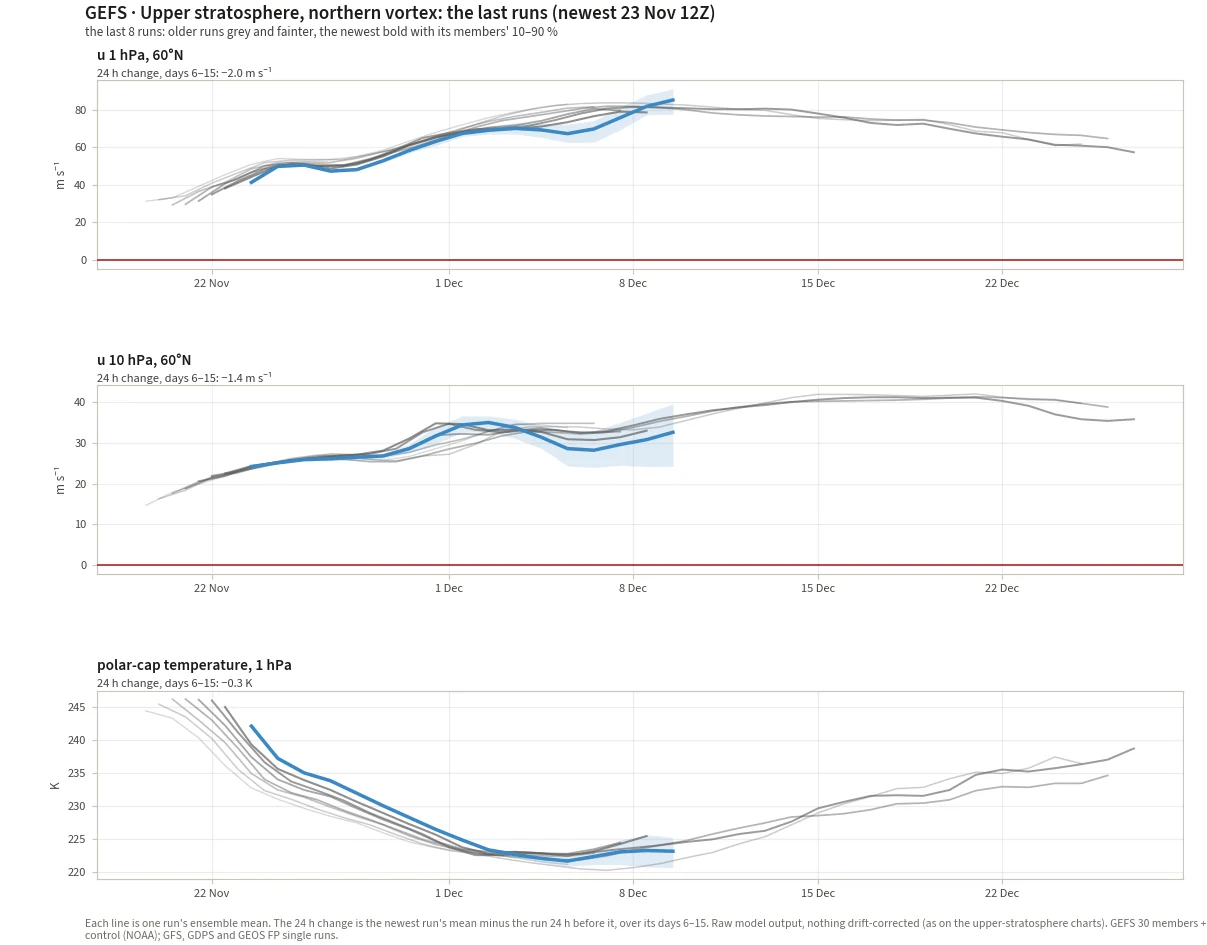 GEFS · Upper stratosphere, northern vortex: the last runs (newest 23 Nov 12Z)
the last 8 runs: older runs grey and fainter, the newest bold with its members' 10–90 %
u 1 hPa, 60°N
24 h change, days 6–15: −2.0 m s⁻¹
80
60
40
20
0
m s⁻¹
22 Nov
1 Dec
8 Dec
15 Dec
22 Dec
u 10 hPa, 60°N
24 h change, days 6–15: −1.4 m s⁻¹
40
30
20
10
0
m s⁻¹
22 Nov
1 Dec
8 Dec
15 Dec
22 Dec
polar-cap temperature, 1 hPa
24 h change, days 6–15: −0.3 K
245
240
235
230
225
220
K
22 Nov
1 Dec
8 Dec
15 Dec
22 Dec
Each line is one run's ensemble mean. The 24 h change is the newest run's mean minus the run 24 h before it, over its days 6–15. Raw model output, nothing drift-corrected (as on the upper-stratosphere charts). GEFS 30 members +
control (NOAA); GFS, GDPS and GEOS FP single runs.